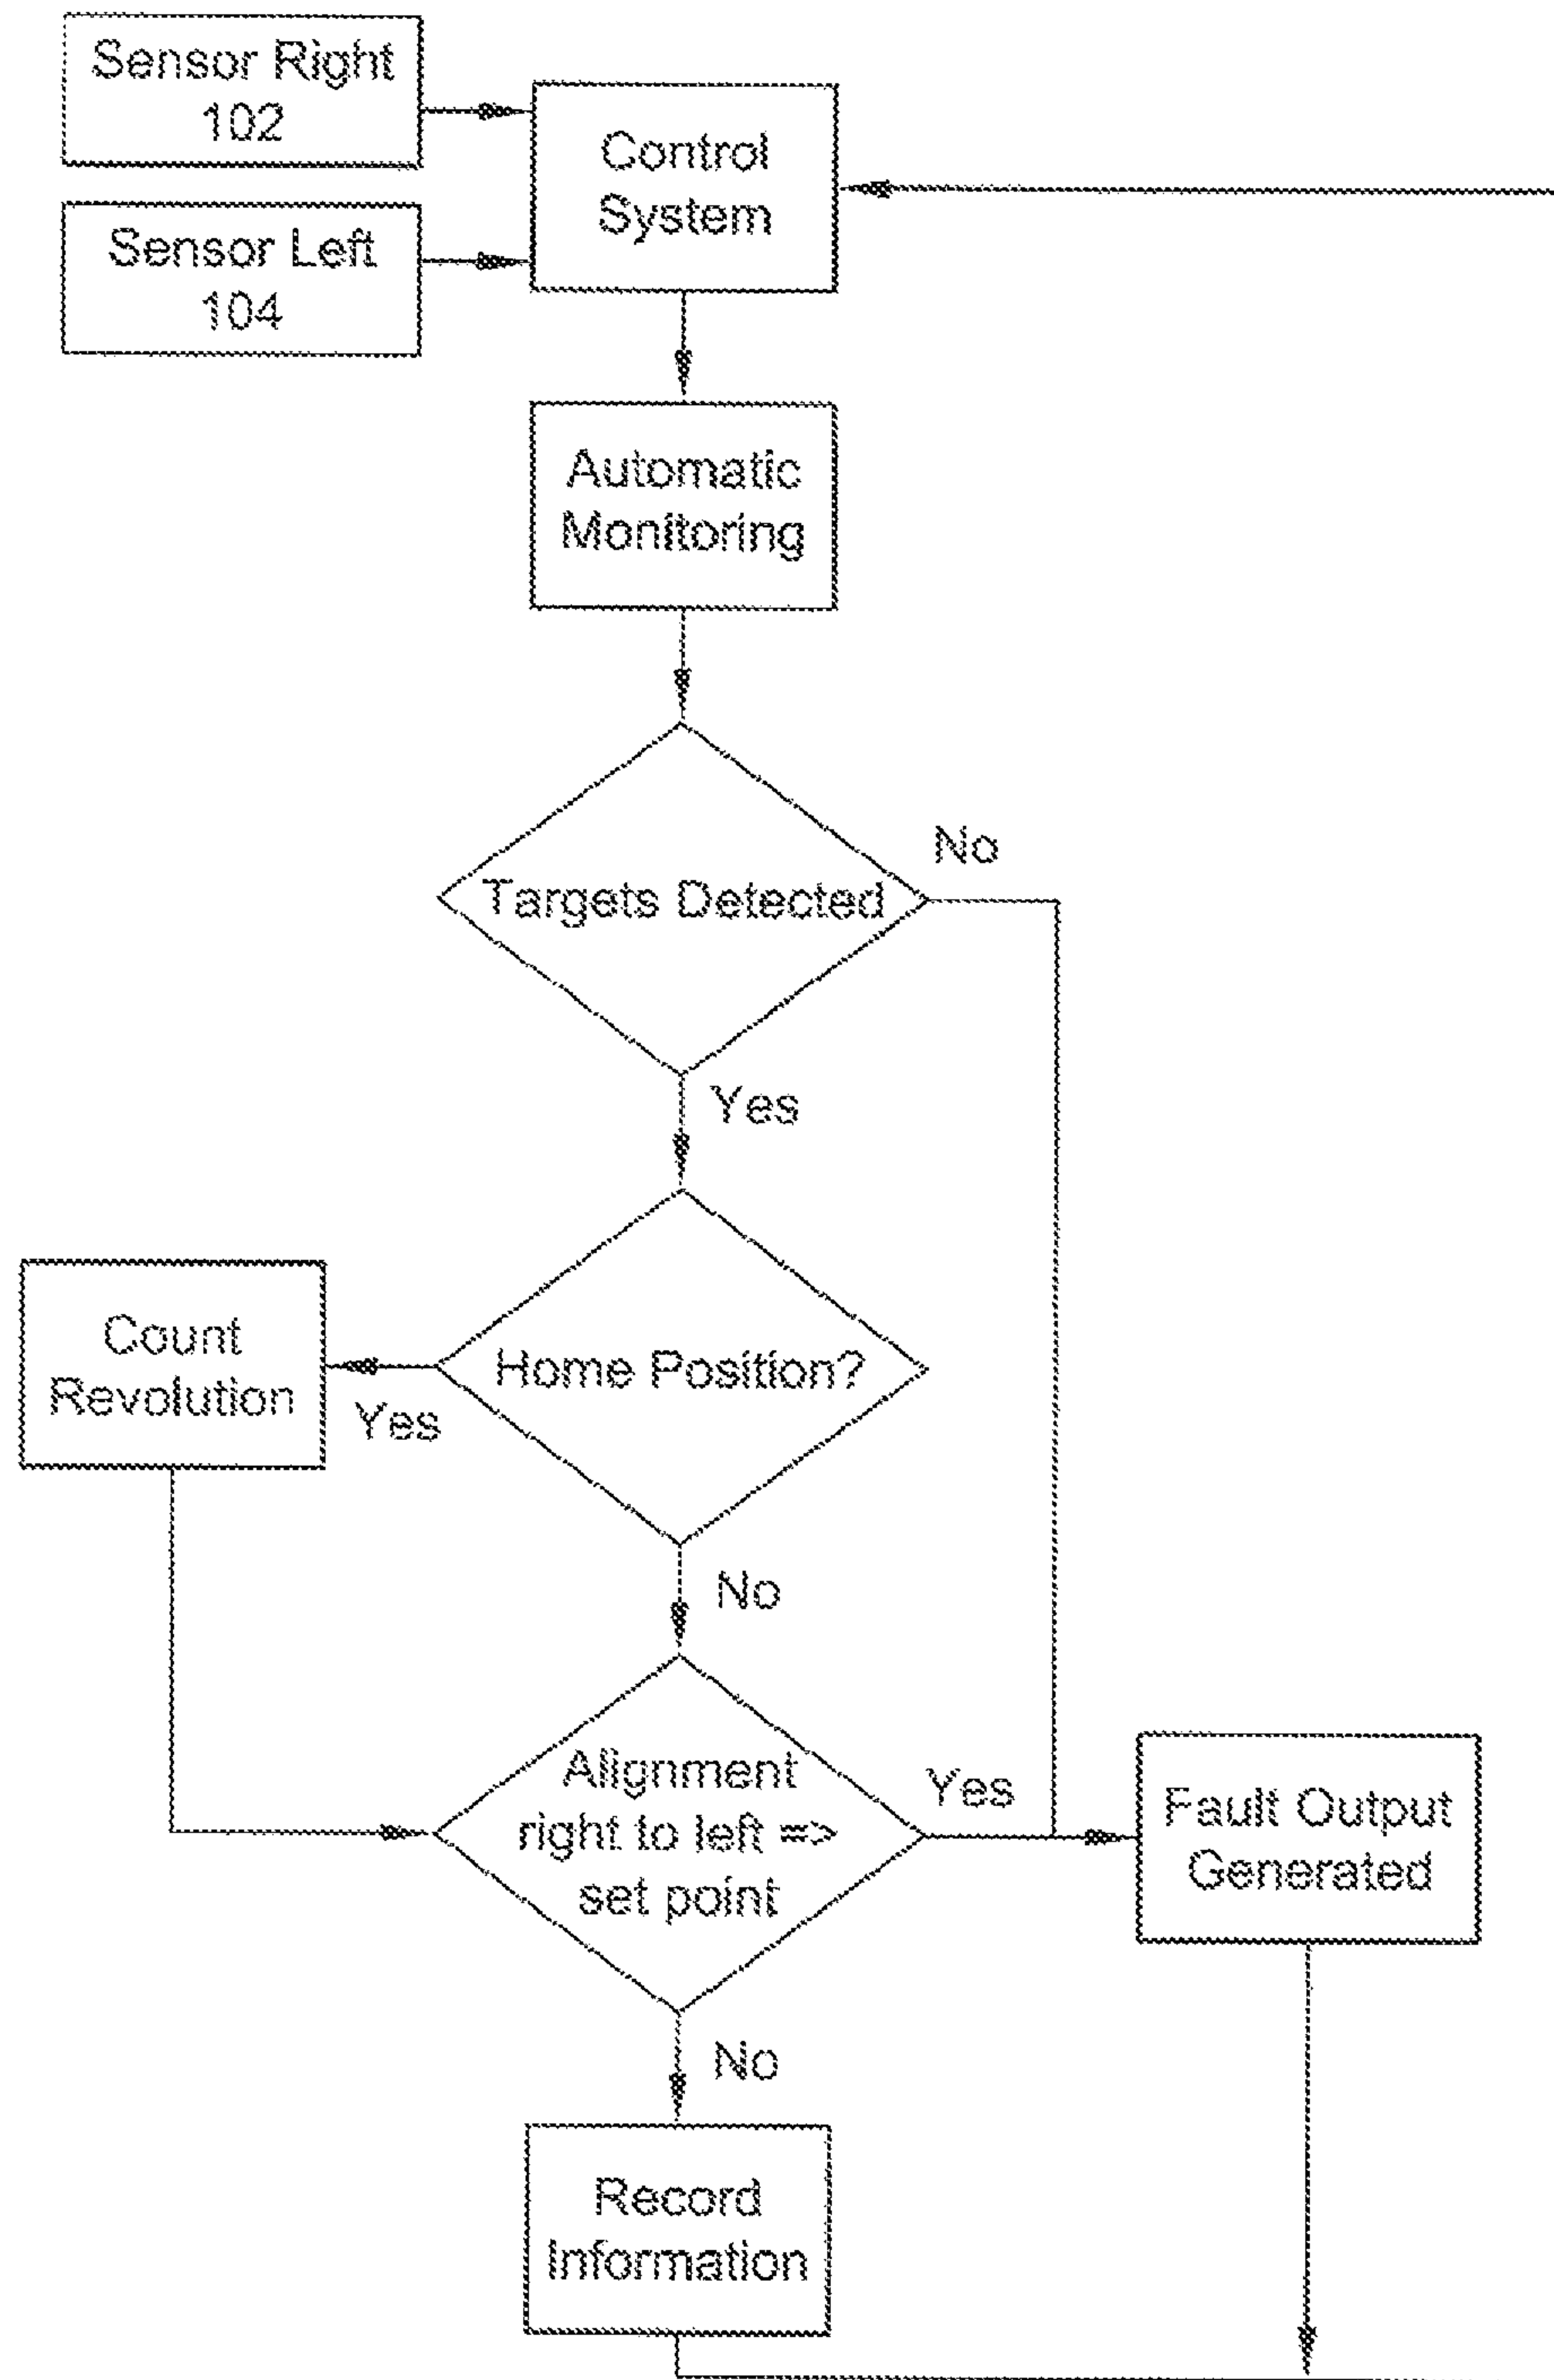 Sensor Right
102
Control
System
Sensor Left
104
Automatic
Monitoring
No
Targets Detected
Yes
Count
Revolution
Home Position?
Yes
No
Alignment
right to left =>
set point
Yes
Fault Output
Generated
No
Record
Information